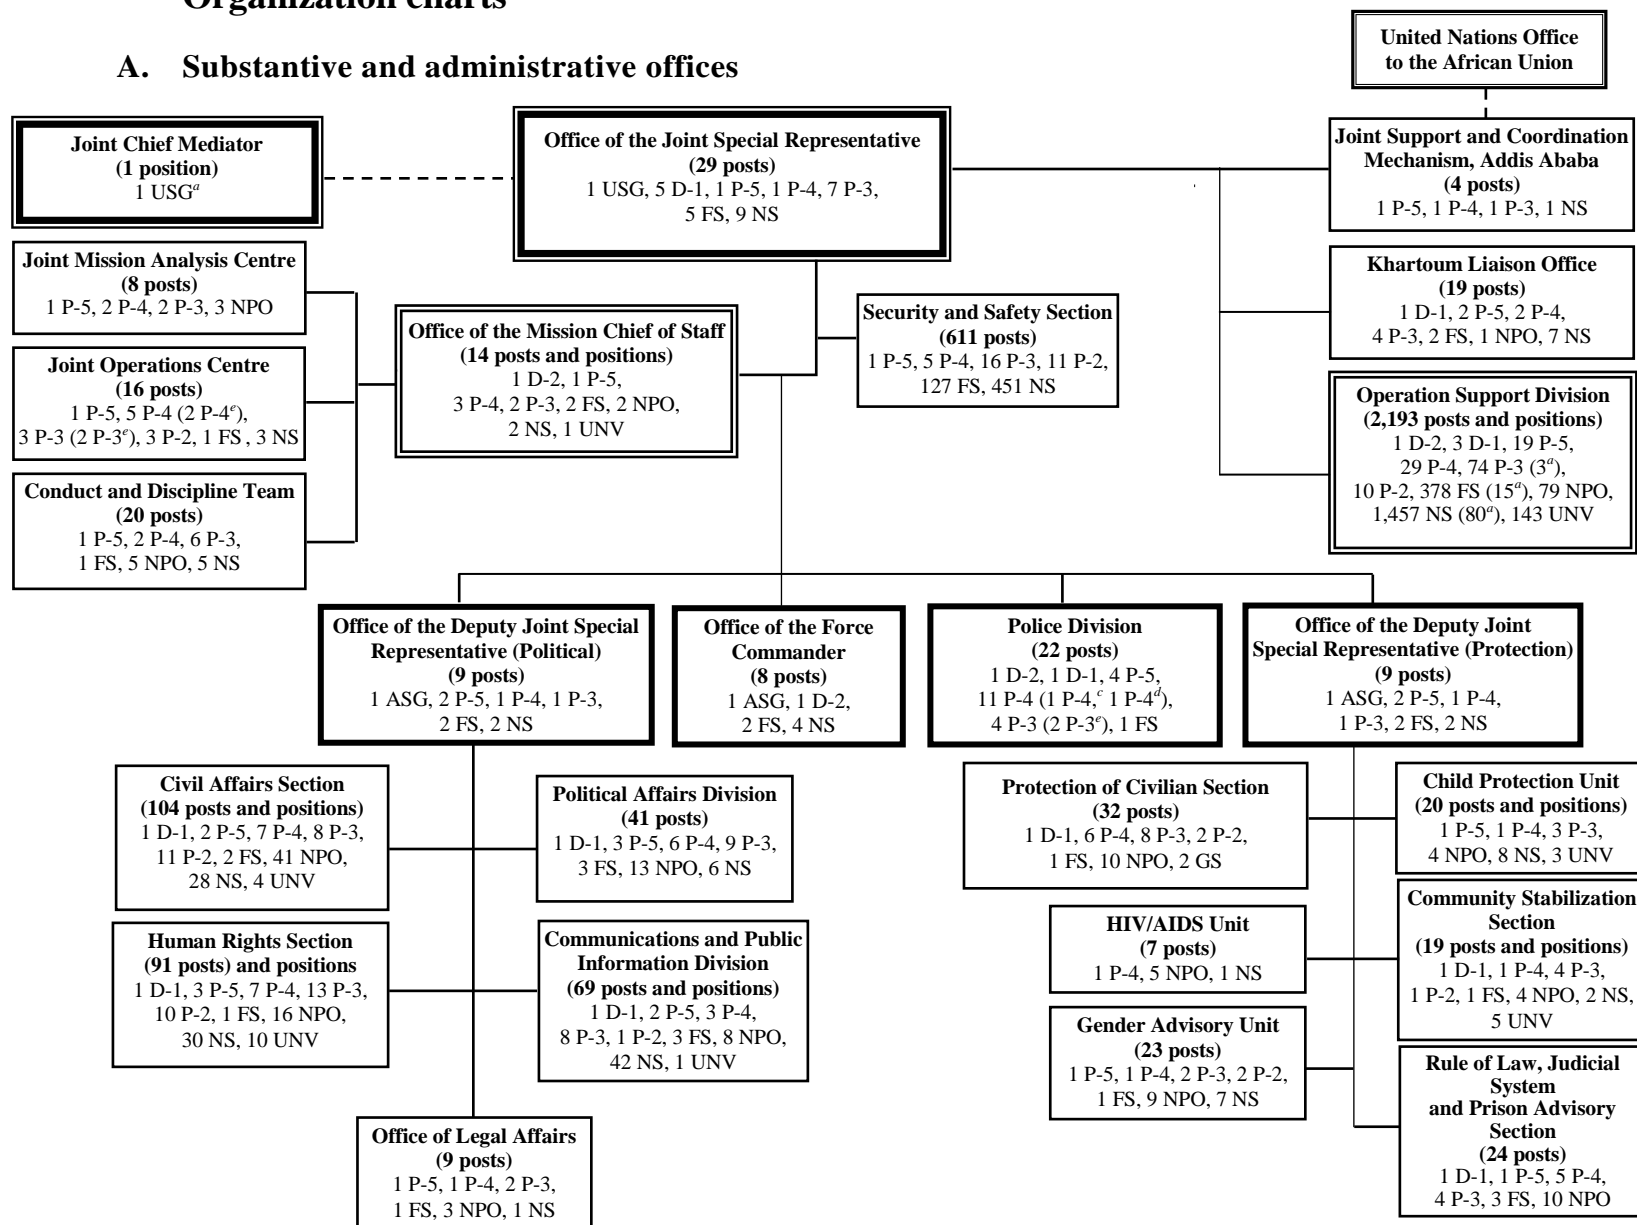 Organization charts
A. Substantive and administrative offices
United Nations Office
to the African Union
Joint Chief Mediator
(1 position)
1 USGᵃ
Office of the Joint Special Representative
(29 posts)
1 USG, 5 D-1, 1 P-5, 1 P-4, 7 P-3,
5 FS, 9 NS
Joint Support and Coordination
Mechanism, Addis Ababa
(4 posts)
1 P-5, 1 P-4, 1 P-3, 1 NS
Joint Mission Analysis Centre
(8 posts)
1 P-5, 2 P-4, 2 P-3, 3 NPO
Khartoum Liaison Office
(19 posts)
1 D-1, 2 P-5, 2 P-4,
4 P-3, 2 FS, 1 NPO, 7 NS
Office of the Mission Chief of Staff
(14 posts and positions)
1 D-2, 1 P-5,
3 P-4, 2 P-3, 2 FS, 2 NPO,
2 NS, 1 UNV
Security and Safety Section
(611 posts)
1 P-5, 5 P-4, 16 P-3, 11 P-2,
127 FS, 451 NS
Joint Operations Centre
(16 posts)
1 P-5, 5 P-4 (2 P-4ᵉ),
3 P-3 (2 P-3ᵉ), 3 P-2, 1 FS , 3 NS
Operation Support Division
(2,193 posts and positions)
1 D-2, 3 D-1, 19 P-5,
29 P-4, 74 P-3 (3ᵃ),
10 P-2, 378 FS (15ᵃ), 79 NPO,
1,457 NS (80ᵃ), 143 UNV
Conduct and Discipline Team
(20 posts)
1 P-5, 2 P-4, 6 P-3,
1 FS, 5 NPO, 5 NS
Office of the Deputy Joint Special
Representative (Political)
(9 posts)
1 ASG, 2 P-5, 1 P-4, 1 P-3,
2 FS, 2 NS
Office of the Force
Commander
(8 posts)
1 ASG, 1 D-2,
2 FS, 4 NS
Police Division
(22 posts)
1 D-2, 1 D-1, 4 P-5,
11 P-4 (1 P-4,ᶜ 1 P-4ᵈ),
4 P-3 (2 P-3ᵉ), 1 FS
Office of the Deputy Joint
Special Representative (Protection)
(9 posts)
1 ASG, 2 P-5, 1 P-4,
1 P-3, 2 FS, 2 NS
Civil Affairs Section
(104 posts and positions)
1 D-1, 2 P-5, 7 P-4, 8 P-3,
11 P-2, 2 FS, 41 NPO,
28 NS, 4 UNV
Political Affairs Division
(41 posts)
1 D-1, 3 P-5, 6 P-4, 9 P-3,
3 FS, 13 NPO, 6 NS
Protection of Civilian Section
(32 posts)
1 D-1, 6 P-4, 8 P-3, 2 P-2,
1 FS, 10 NPO, 2 GS
Child Protection Unit
(20 posts and positions)
1 P-5, 1 P-4, 3 P-3,
4 NPO, 8 NS, 3 UNV
Human Rights Section
(91 posts) and positions
1 D-1, 3 P-5, 7 P-4, 13 P-3,
10 P-2, 1 FS, 16 NPO,
30 NS, 10 UNV
Communications and Public
Information Division
(69 posts and positions)
1 D-1, 2 P-5, 3 P-4,
8 P-3, 1 P-2, 3 FS, 8 NPO,
42 NS, 1 UNV
HIV/AIDS Unit
(7 posts)
1 P-4, 5 NPO, 1 NS
Community Stabilization
Section
(19 posts and positions)
1 D-1, 1 P-4, 4 P-3,
1 P-2, 1 FS, 4 NPO, 2 NS,
5 UNV
Gender Advisory Unit
(23 posts)
1 P-5, 1 P-4, 2 P-3, 2 P-2,
1 FS, 9 NPO, 7 NS
Rule of Law, Judicial
System
and Prison Advisory
Section
(24 posts)
1 D-1, 1 P-5, 5 P-4,
4 P-3, 3 FS, 10 NPO
Office of Legal Affairs
(9 posts)
1 P-5, 1 P-4, 2 P-3,
1 FS, 3 NPO, 1 NS